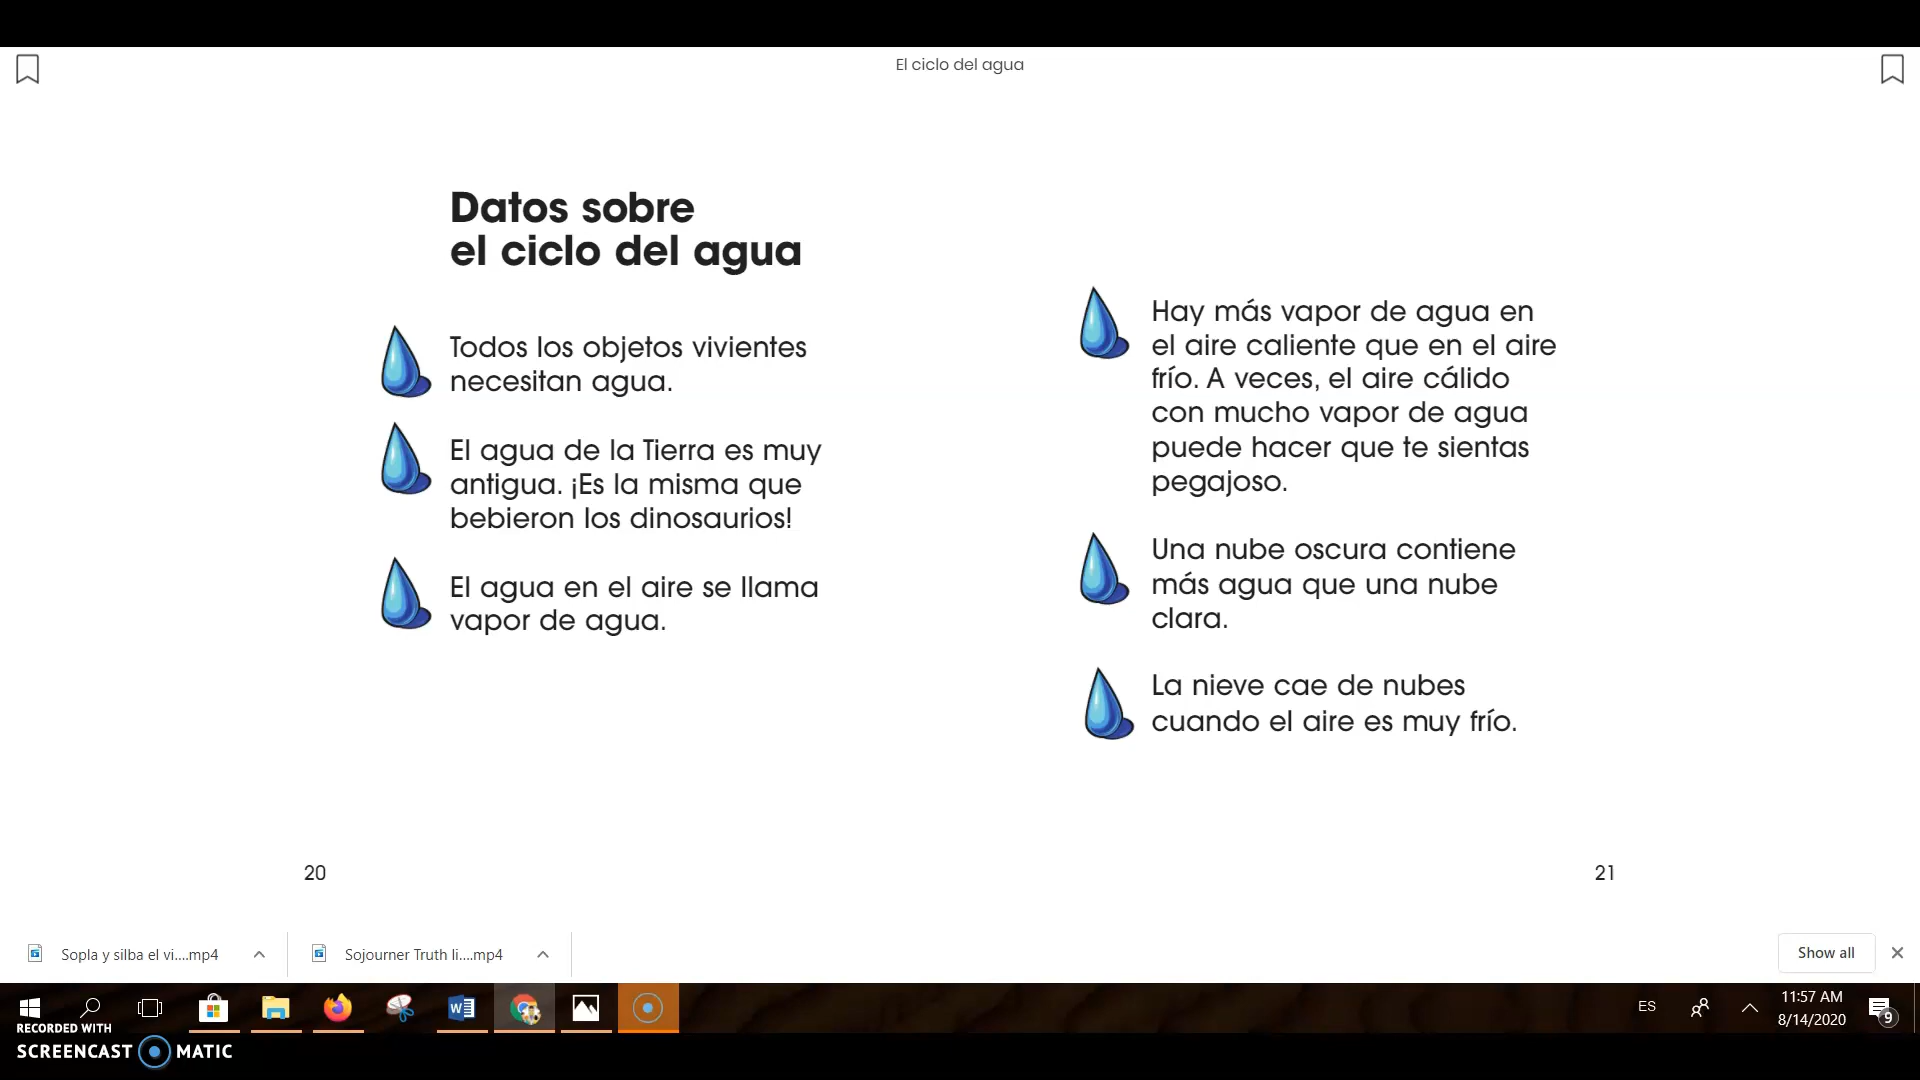 El ciclo del agua
Datos sobre
el ciclo del agua
Todos los objetos vivientes
necesitan agua.
El agua de la Tierra es muy
antigua. ¡Es la misma que
bebieron los dinosaurios!
El agua en el aire se llama
vapor de agua.
20
Hay más vapor de agua en
el aire caliente que en el aire
frío. A veces, el aire cálido
con mucho vapor de agua
puede hacer que te sientas
pegajoso.
Una nube oscura contiene
más agua que una nube
clara.
La nieve cae de nubes
cuando el aire es muy frío.
21
Sopla y silba el vi....mp4
Sojourner Truth li....mp4
Show all
ES
11:57 AM
8/14/2020
9
RECORDED WITH
SCREENCAST MATIC